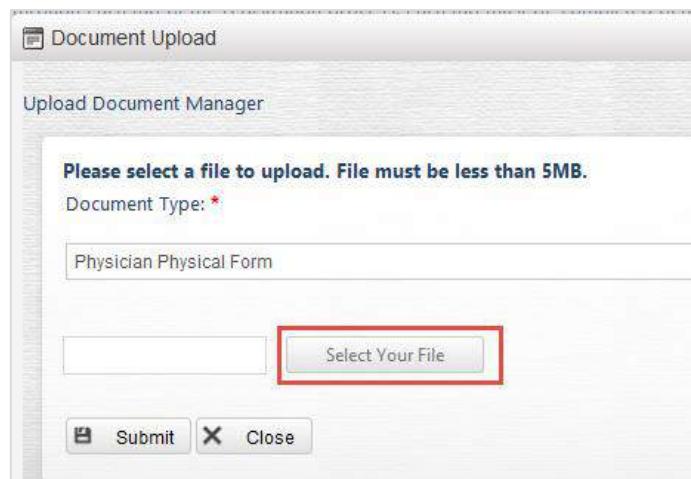 Document Upload
Upload Document Manager
Please select a file to upload. File must be less than 5MB.
Document Type: *
Physician Physical Form
Select Your File
Submit Close